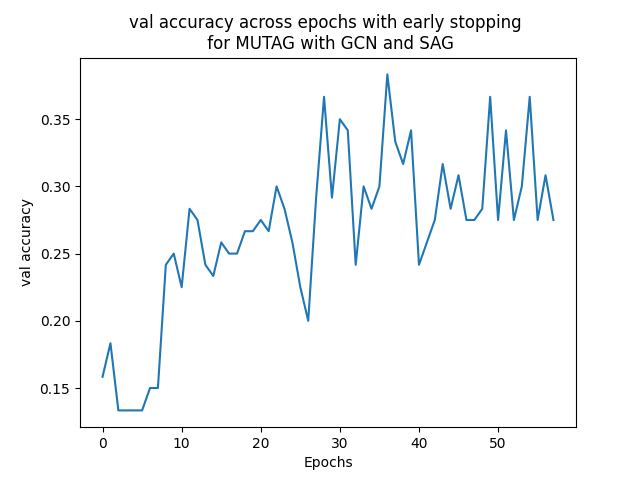 val accuracy across epochs with early stopping
for MUTAG with GCN and SAG
0.35
0.30
0.25
0.20
0.15
val accuracy
0
10
20
30
40
50
Epochs